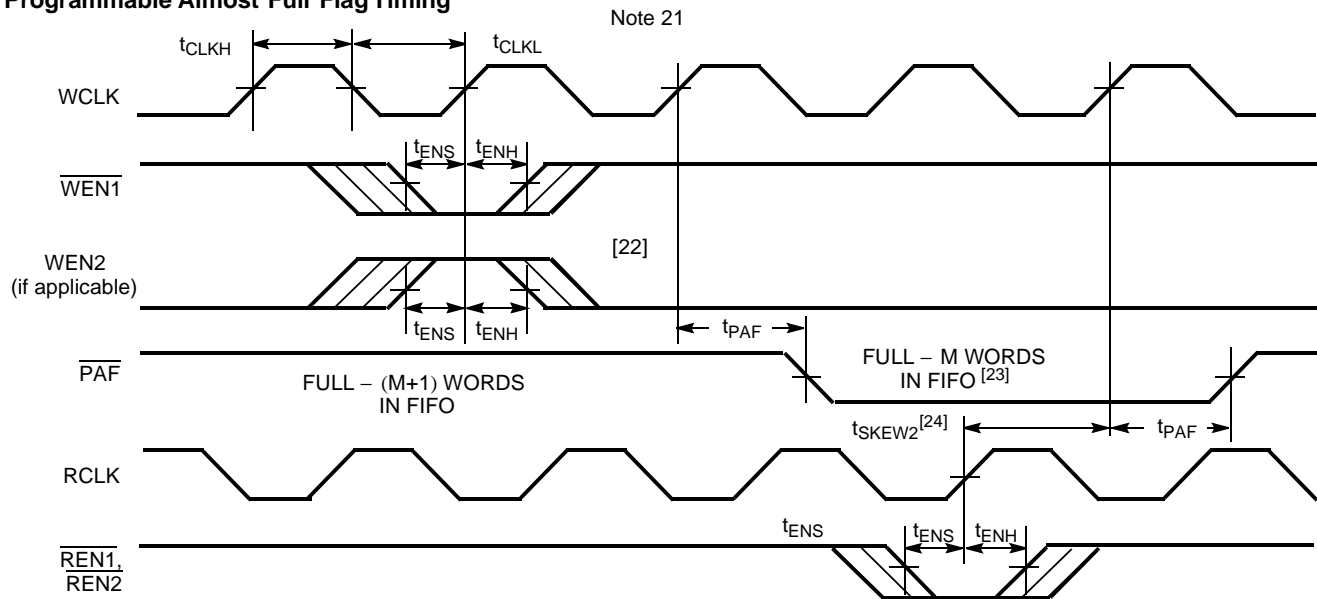 Programmable Almost Full Flag Timing
Note 21
tCLKH
tCLKL
WCLK
tENS
tENH
WEN1
WEN2
(if applicable)
[22]
tENS
tENH
tPAF
PAF
FULL − (M+1) WORDS
IN FIFO
FULL − M WORDS
IN FIFO [23]
tSKEW2[24]
tPAF
RCLK
tENS
tENS
tENH
REN1,
REN2